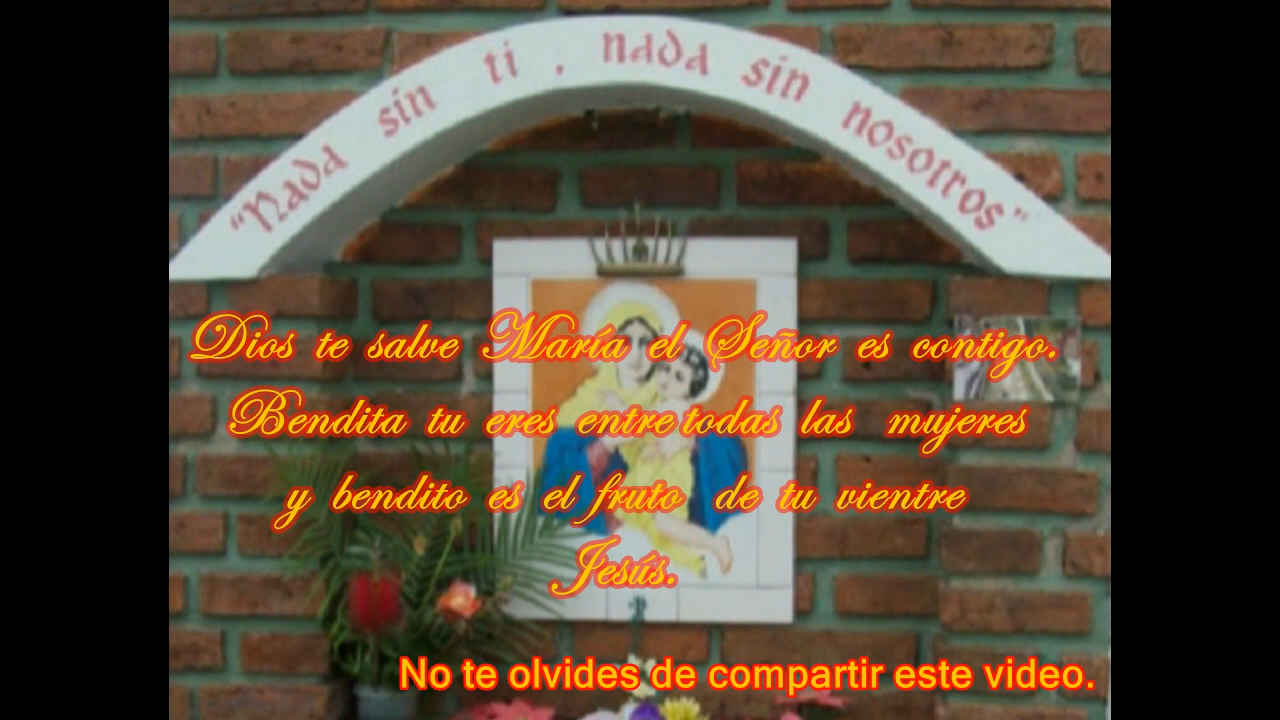 "Nada sin ti, nada sin nosotros"
Dios te salve María el Señor es contigo.
Bendita tu eres entre todas las mujeres
y bendito es el fruto de tu vientre
Jesús.
No te olvides de compartir este video.